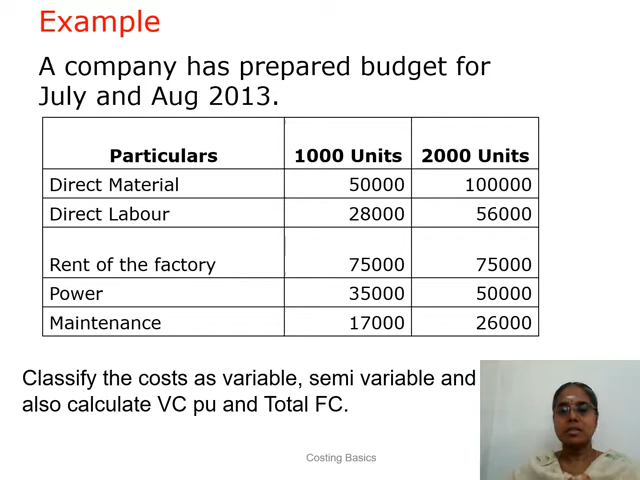 Example
A company has prepared budget for
July and Aug 2013.
Particulars 1000 Units 2000 Units
Direct Material 50000 100000
Direct Labour 28000 56000
Rent of the factory 75000 75000
Power 35000 50000
Maintenance 17000 26000
Classify the costs as variable, semi variable and
also calculate VC pu and Total FC.
Costing Basics